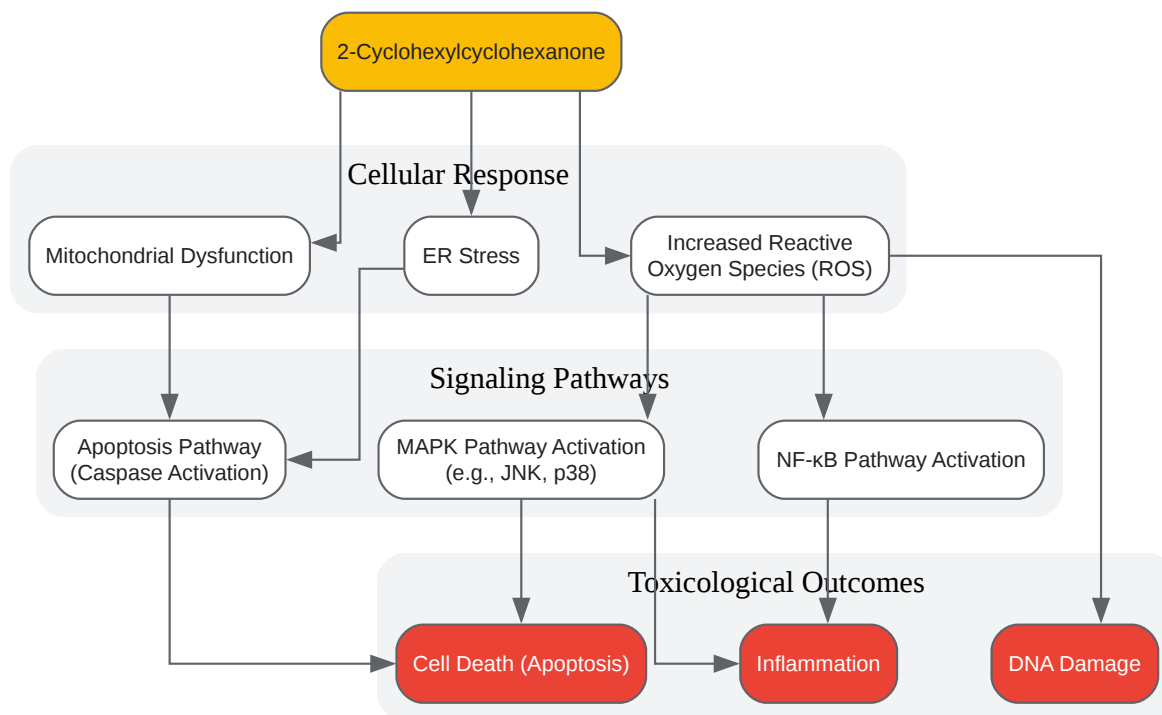 2-Cyclohexylcyclohexanone
Cellular Response
Mitochondrial Dysfunction
ER Stress
Increased Reactive
Oxygen Species (ROS)
Signaling Pathways
Apoptosis Pathway
(Caspase Activation)
MAPK Pathway Activation
(e.g., JNK, p38)
NF-κB Pathway Activation
Toxicological Outcomes
Cell Death (Apoptosis)
Inflammation
DNA Damage